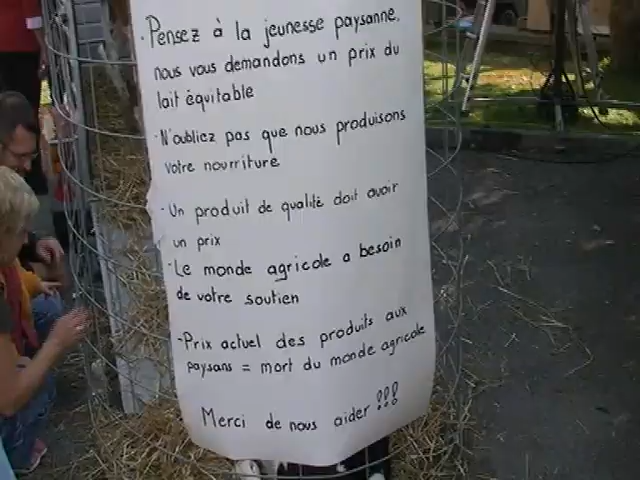 - Pensez à la jeunesse paysanne,
nous vous demandons un prix du
lait équitable
- N'oubliez pas que nous produisons
votre nourriture
- Un produit de qualité doit avoir
un prix
- Le monde agricole a besoin
de votre soutien
- Prix actuel des produits aux
paysans = mort du monde agricole
Merci de nous aider !!!